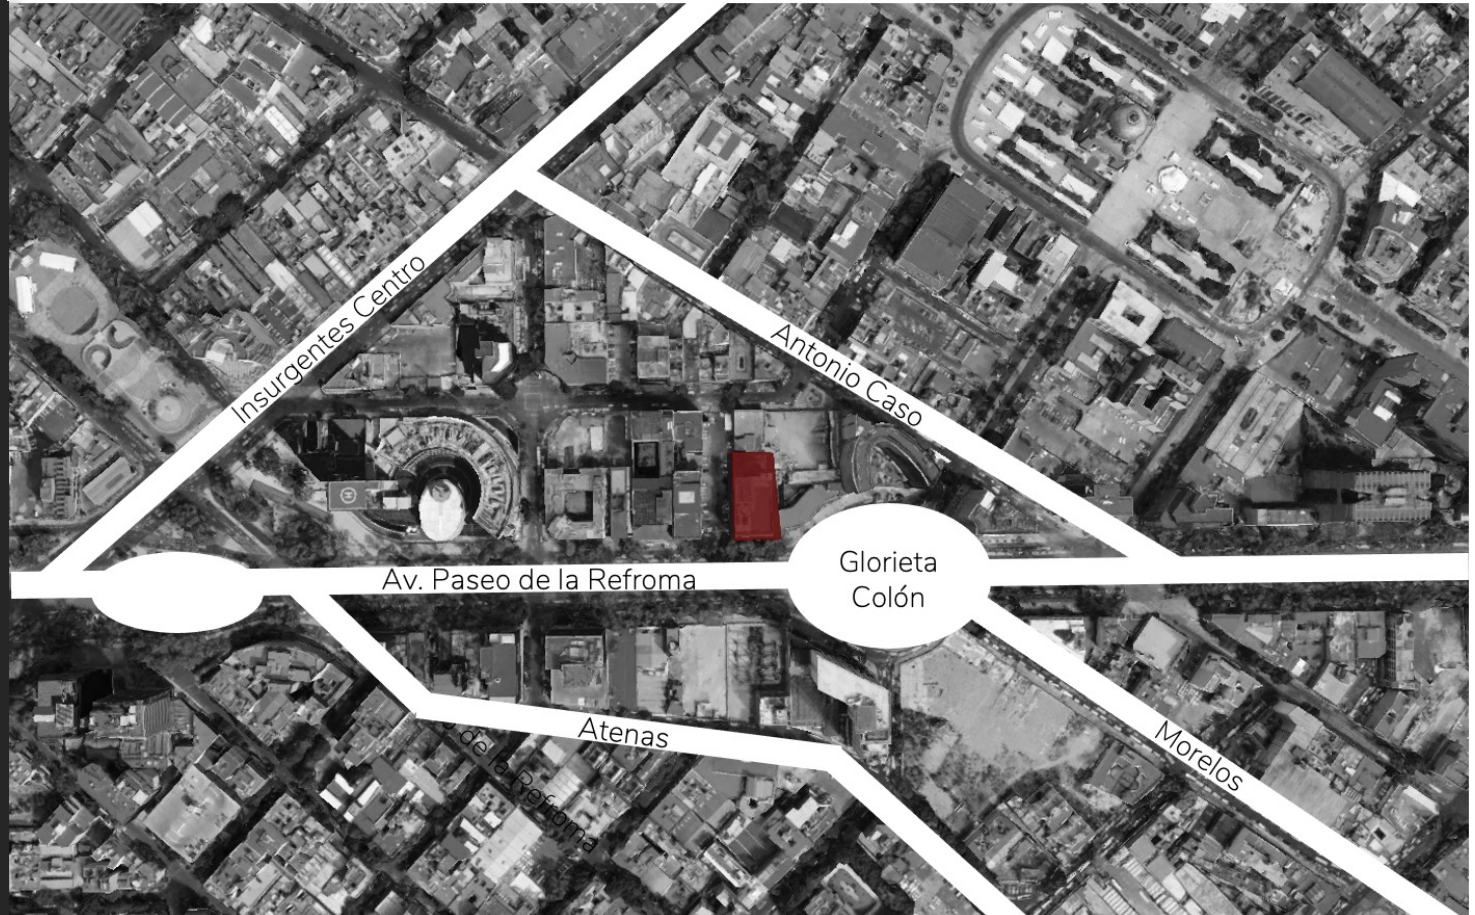 Insurgentes Centro
Antonio Caso
H
Glorieta
Colón
Av. Paseo de la Refroma
Atenas
de la Refroma
Morelos